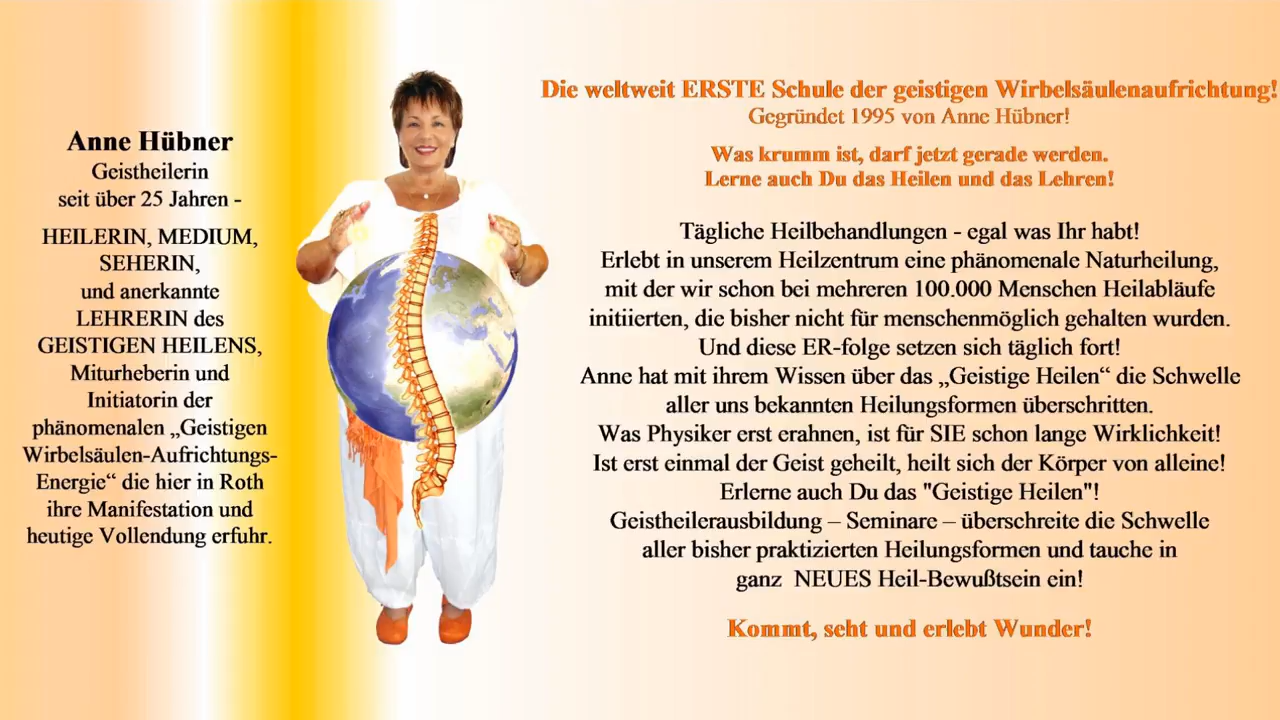 Anne Hübner
Geistheilerin
seit über 25 Jahren -
HEILERIN, MEDIUM,
SEHERIN,
und anerkannte
LEHRERIN des
GEISTIGEN HEILENS,
Miturheberin und
Initiatorin der
phänomenalen „Geistigen
Wirbelsäulen-Aufrichtungs-
Energie“ die hier in Roth
ihre Manifestation und
heutige Vollendung erfuhr.
Die weltweit ERSTE Schule der geistigen Wirbelsäulenaufrichtung!
Gegründet 1995 von Anne Hübner!
Was krumm ist, darf jetzt gerade werden.
Lerne auch Du das Heilen und das Lehren!
Tägliche Heilbehandlungen - egal was Ihr habt!
Erlebt in unserem Heilzentrum eine phänomenale Naturheilung,
mit der wir schon bei mehreren 100.000 Menschen Heilabläufe
initiierten, die bisher nicht für menschenmöglich gehalten wurden.
Und diese ER-folge setzen sich täglich fort!
Anne hat mit ihrem Wissen über das „Geistige Heilen“ die Schwelle
aller uns bekannten Heilungsformen überschritten.
Was Physiker erst erahnen, ist für SIE schon lange Wirklichkeit!
Ist erst einmal der Geist geheilt, heilt sich der Körper von alleine!
Erlerne auch Du das "Geistige Heilen"!
Geistheilerausbildung – Seminare – überschreite die Schwelle
aller bisher praktizierten Heilungsformen und tauche in
ganz NEUES Heil-Bewußtsein ein!
Kommt, seht und erlebt Wunder!